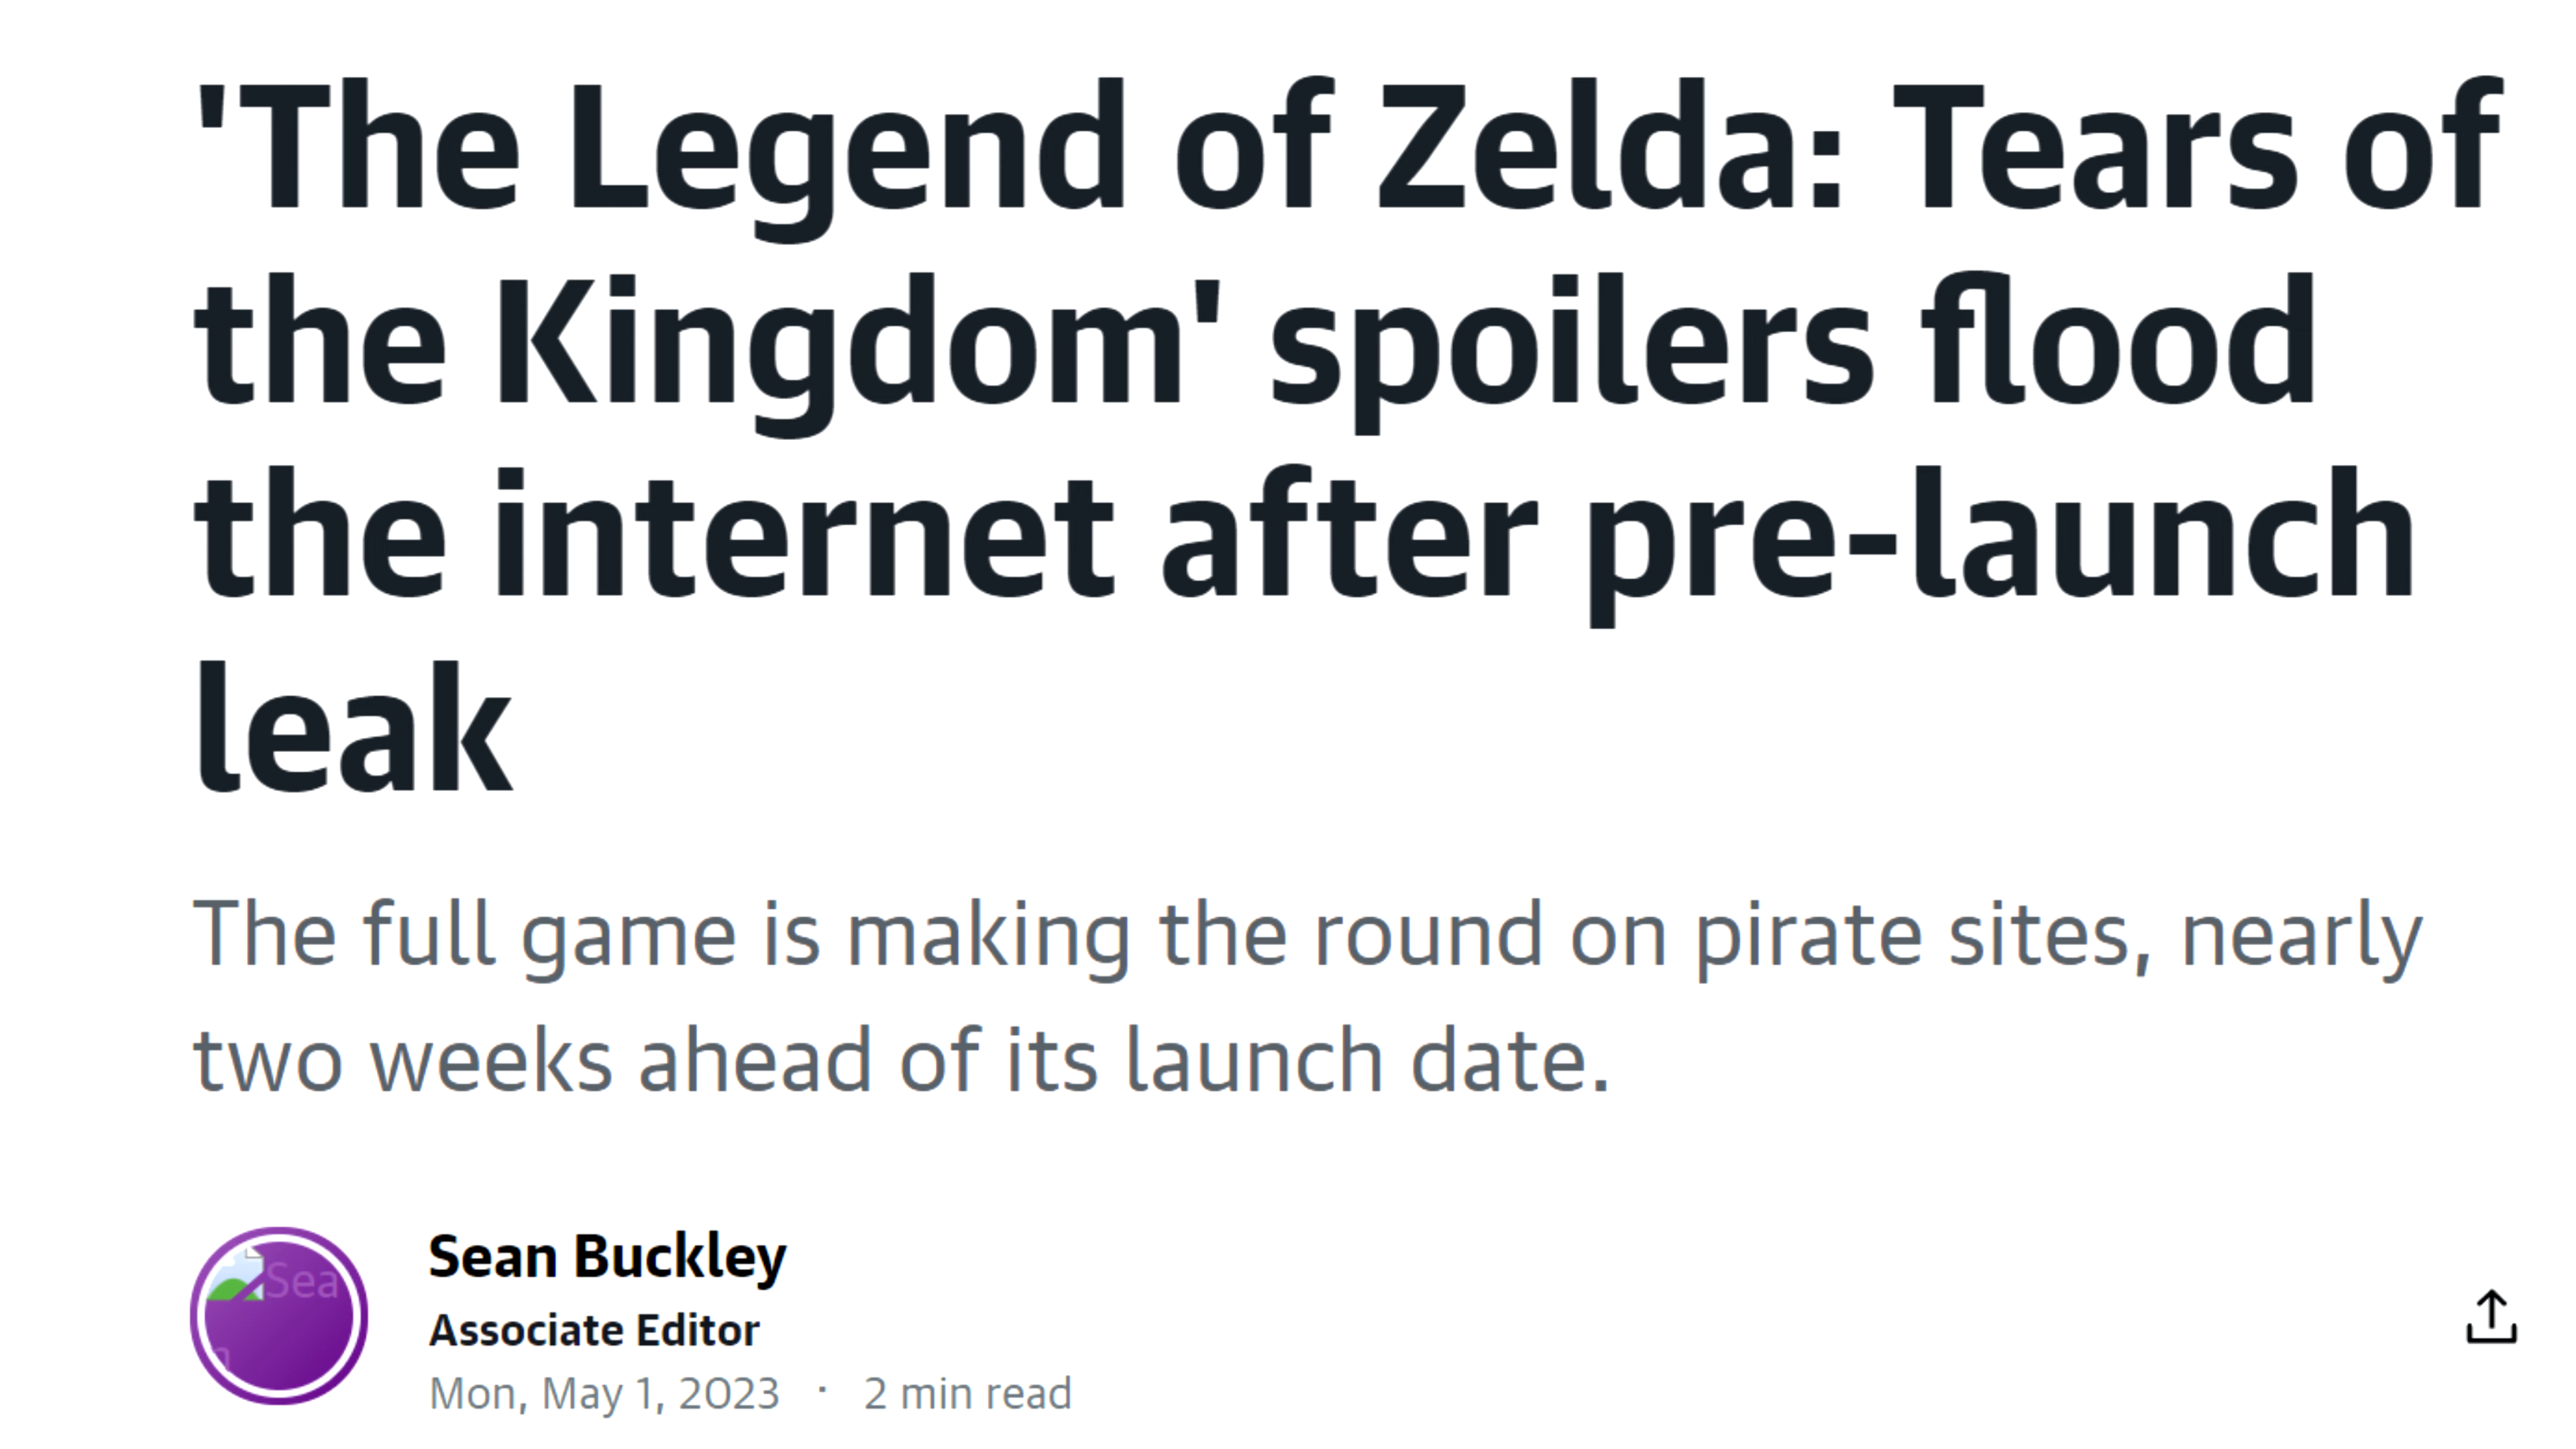 'The Legend of Zelda: Tears of
the Kingdom' spoilers flood
the internet after pre-launch
leak
The full game is making the round on pirate sites, nearly
two weeks ahead of its launch date.
Sea
n
Sean Buckley
Associate Editor
Mon, May 1, 2023 · 2 min read